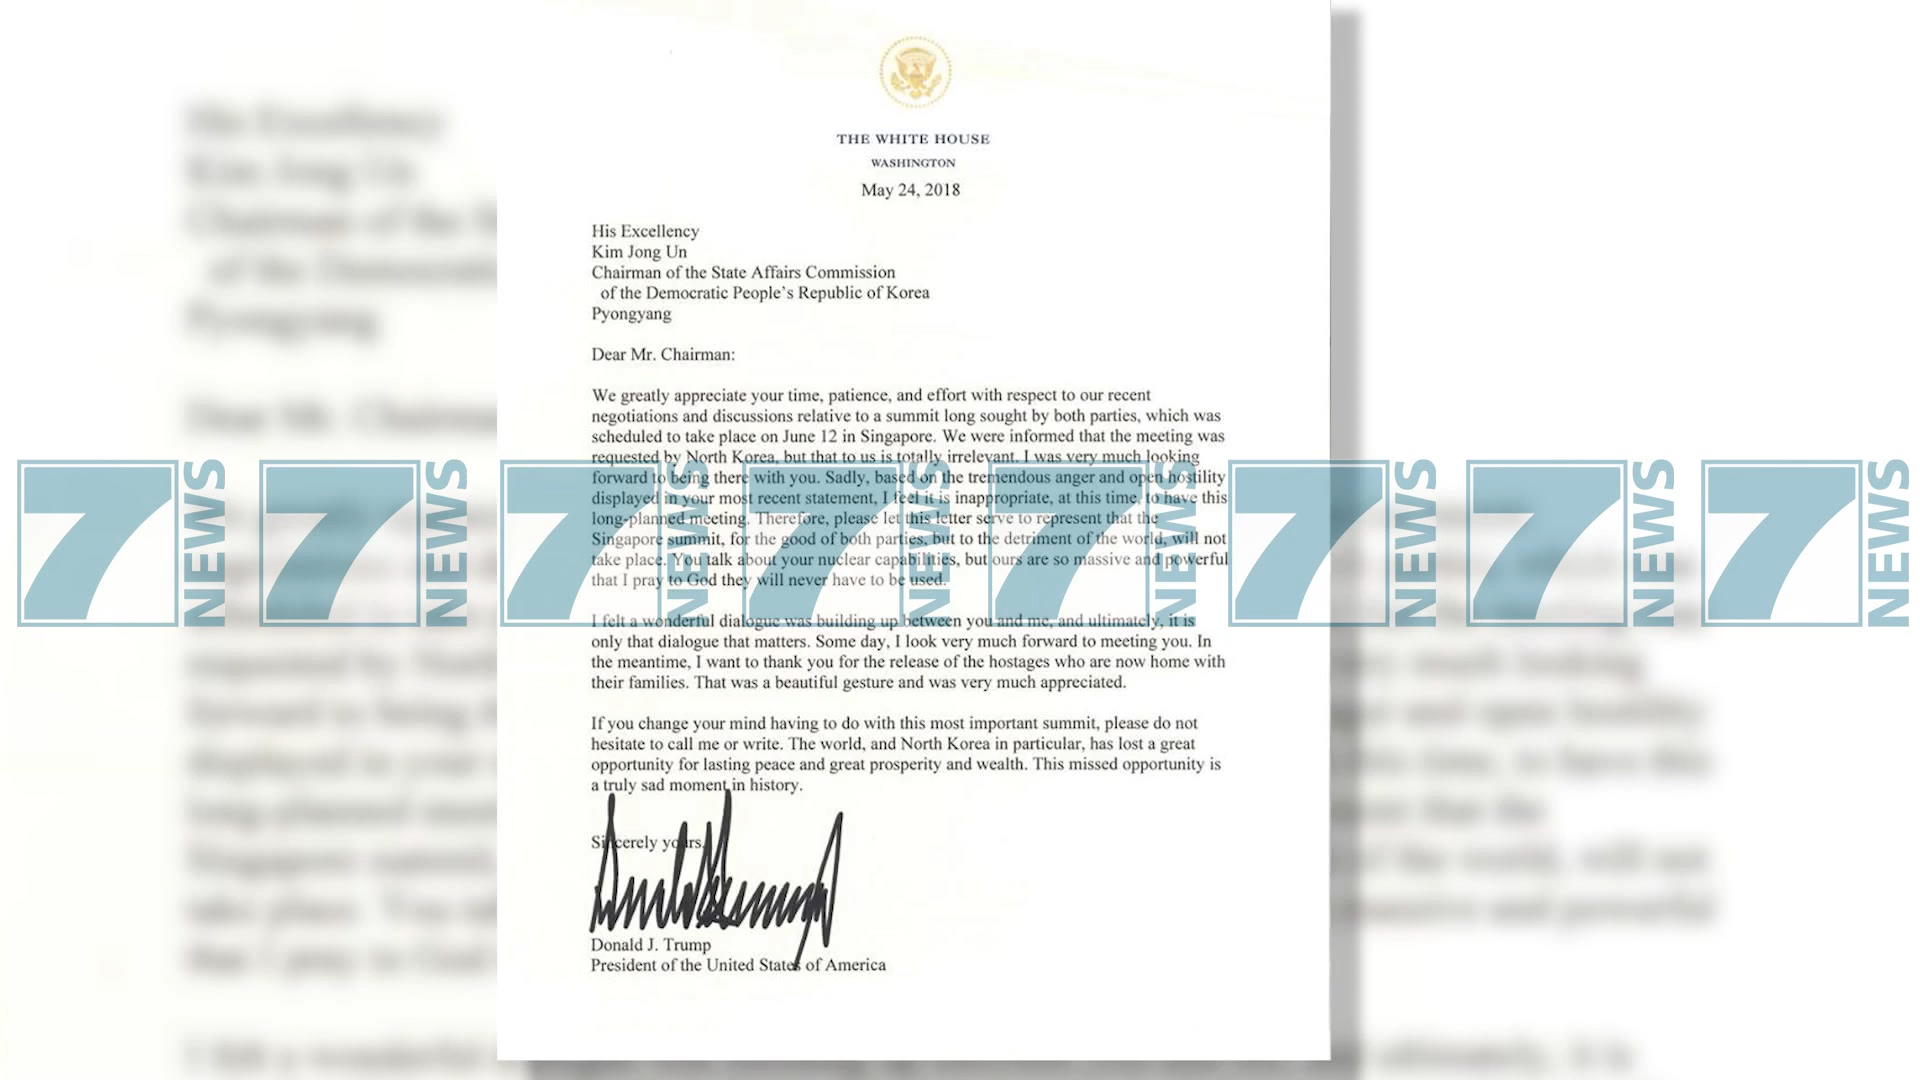 THE WHITE HOUSE
WASHINGTON
May 24, 2018
His Excellency
Kim Jong Un
Chairman of the State Affairs Commission
of the Democratic People's Republic of Korea
Pyongyang
Dear Mr. Chairman:
We greatly appreciate your time, patience, and effort with respect to our recent
negotiations and discussions relative to a summit long sought by both parties, which was
scheduled to take place on June 12 in Singapore. We were informed that the meeting was
requested by North Korea, but that to us is totally irrelevant. I was very much looking
forward to being there with you. Sadly, based on the tremendous anger and open hostility
displayed in your most recent statement, I feel it is inappropriate, at this time, to have this
long-planned meeting. Therefore, please let this letter serve to represent that the
Singapore summit, for the good of both parties, but to the detriment of the world, will not
take place. You talk about your nuclear capabilities, but ours are so massive and powerful
that I pray to God they will never have to be used.
I felt a wonderful dialogue was building up between you and me, and ultimately, it is
only that dialogue that matters. Some day, I look very much forward to meeting you. In
the meantime, I want to thank you for the release of the hostages who are now home with
their families. That was a beautiful gesture and was very much appreciated.
If you change your mind having to do with this most important summit, please do not
hesitate to call me or write. The world, and North Korea in particular, has lost a great
opportunity for lasting peace and great prosperity and wealth. This missed opportunity is
a truly sad moment in history.
Sincerely yours,
Donald J. Trump
President of the United States of America
7 NEWS
7 NEWS
7 NEWS
7 NEWS
7 NEWS
7 NEWS
7 NEWS
7 NEWS